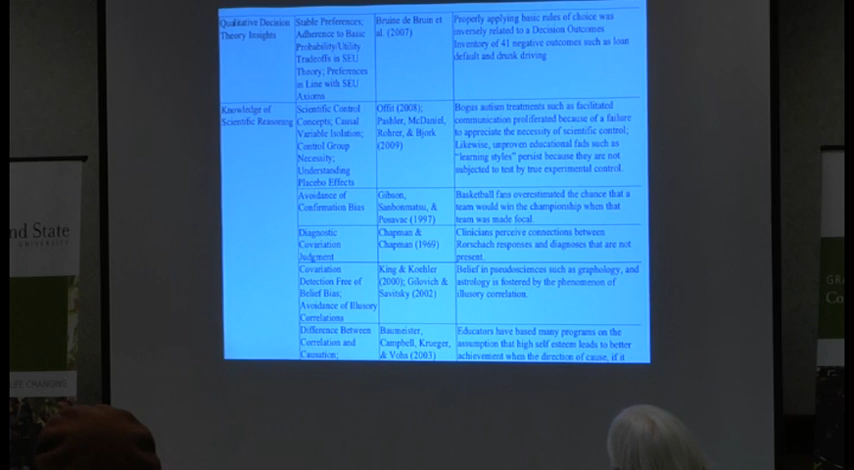 Qualitative Decision
Theory Insights
Stable Preferences;
Adherence to Basic
Probability/Utility
Tradeoffs in SEU
Theory; Preferences
in Line with SEU
Axioms
Bruine de Bruin et
al. (2007)
Properly applying basic rules of choice was
inversely related to a Decision Outcomes
Inventory of 41 negative outcomes such as loan
default and drunk driving
Knowledge of
Scientific Reasoning
Scientific Control
Concepts; Causal
Variable Isolation;
Control Group
Necessity;
Understanding
Placebo Effects
Offit (2008);
Pashler, McDaniel,
Rohrer, & Bjork
(2009)
Bogus autism treatments such as facilitated
communication proliferated because of a failure
to appreciate the necessity of scientific control;
Likewise, unproven educational fads such as
"learning styles" persist because they are not
subjected to test by true experimental control.
Avoidance of
Confirmation Bias
Gibson,
Sanbonmatsu, &
Posavac (1997)
Basketball fans overestimated the chance that a
team would win the championship when that
team was made focal.
Diagnostic
Covariation
Judgment
Chapman &
Chapman (1969)
Clinicians perceive connections between
Rorschach responses and diagnoses that are not
present.
Covariation
Detection Free of
Belief Bias;
Avoidance of Illusory
Correlations
King & Koehler
(2000); Gilovich &
Savitsky (2002)
Belief in pseudosciences such as graphology, and
astrology is fostered by the phenomenon of
illusory correlation.
Difference Between
Correlation and
Causation;
Baumeister,
Campbell, Krueger,
& Vohs (2003)
Educators have based many programs on the
assumption that high self esteem leads to better
achievement when the direction of cause, if it
nd State
UNIVERSITY
LIFE CHANGING
GR
Co